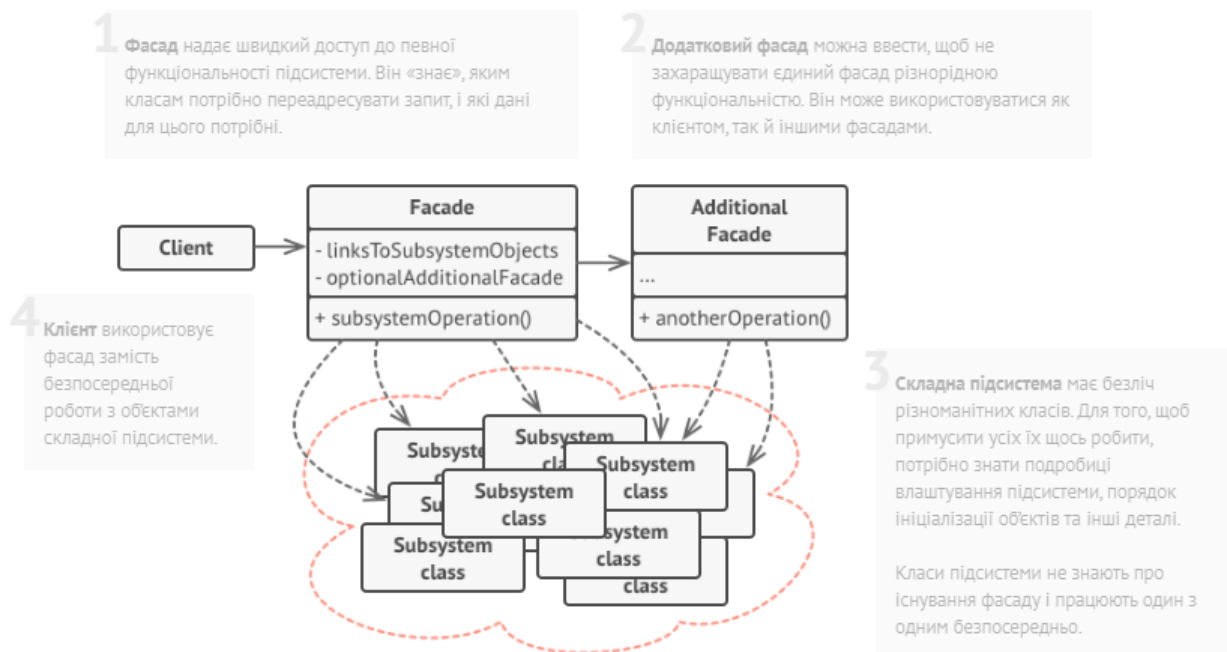 1
Фасад надає швидкий доступ до певної
функціональності підсистеми. Він «знає», яким
класам потрібно переадресувати запит, і які дані
для цього потрібні.
2
Додатковий фасад можна ввести, щоб не
захаращувати єдиний фасад різнорідною
функціональністю. Він може використовуватися як
клієнтом, так й іншими фасадами.
Client
Facade
- linksToSubsystemObjects
- optionalAdditionalFacade
+ subsystemOperation()
Additional
Facade
...
+ anotherOperation()
4
Клієнт використовує
фасад замість
безпосередньої
роботи з об'єктами
складної підсистеми.
3
Складна підсистема має безліч
різноманітних класів. Для того, щоб
примусити усіх їх щось робити,
потрібно знати подробиці
влаштування підсистеми, порядок
ініціалізації об'єктів та інші деталі.
Класи підсистеми не знають про
існування фасаду і працюють один з
одним безпосередньо.
Subsystem
class
Subsystem
class
Subsystem
class
Subsystem
class
class